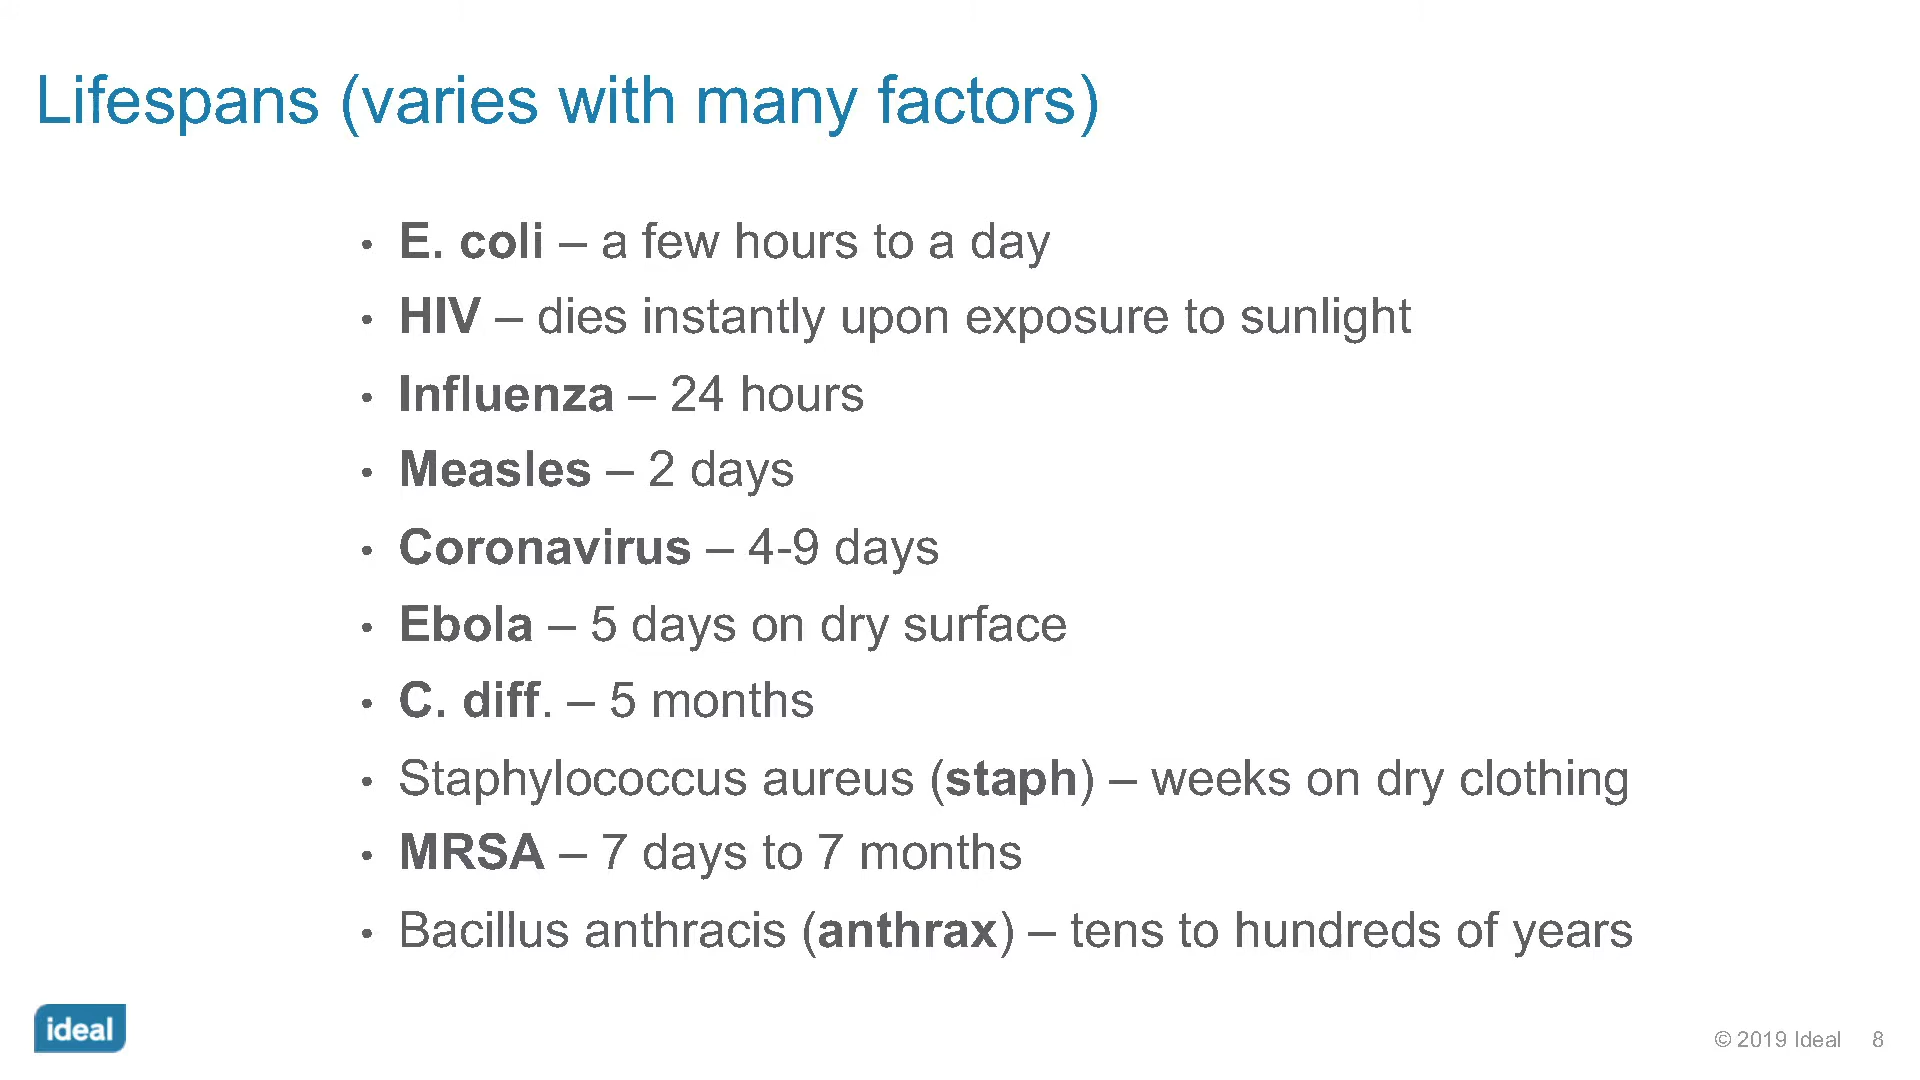 Lifespans (varies with many factors)
• E. coli – a few hours to a day
• HIV – dies instantly upon exposure to sunlight
• Influenza – 24 hours
• Measles – 2 days
• Coronavirus – 4-9 days
• Ebola – 5 days on dry surface
• C. diff. – 5 months
• Staphylococcus aureus (staph) – weeks on dry clothing
• MRSA – 7 days to 7 months
• Bacillus anthracis (anthrax) – tens to hundreds of years
ideal
© 2019 Ideal 8